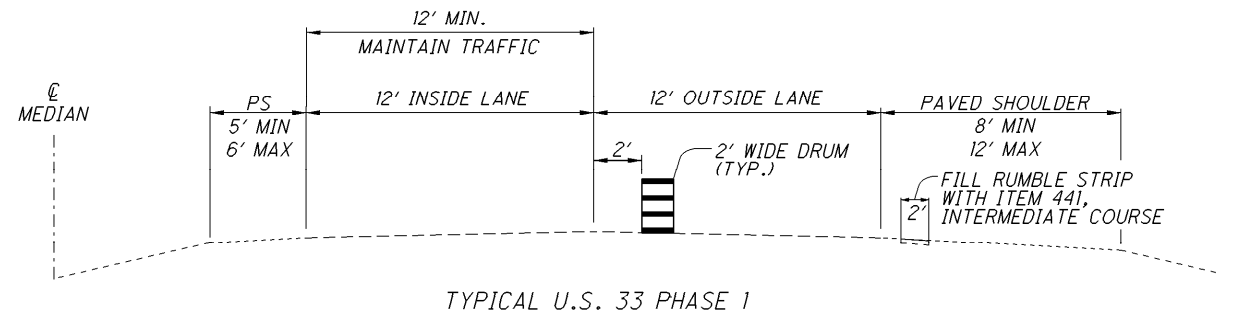 12' MIN.
MAINTAIN TRAFFIC
℄
MEDIAN
PS
5' MIN
6' MAX
12' INSIDE LANE
12' OUTSIDE LANE
PAVED SHOULDER
8' MIN
12' MAX
2'
2' WIDE DRUM
(TYP.)
FILL RUMBLE STRIP
WITH ITEM 441,
INTERMEDIATE COURSE
2'
TYPICAL U.S. 33 PHASE 1